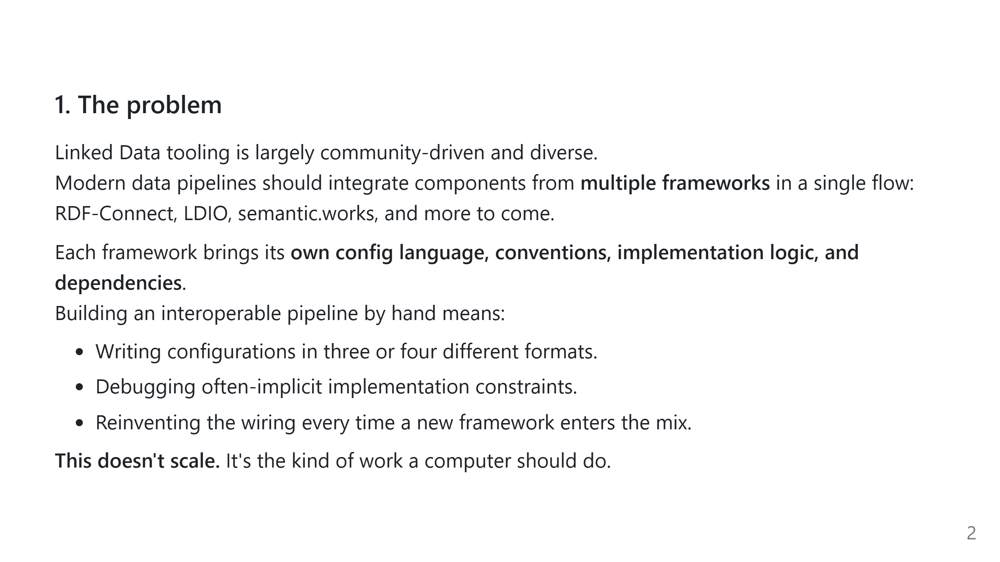 1. The problem
Linked Data tooling is largely community-driven and diverse.
Modern data pipelines should integrate components from multiple frameworks in a single flow:
RDF-Connect, LDIO, semantic.works, and more to come.
Each framework brings its own config language, conventions, implementation logic, and
dependencies.
Building an interoperable pipeline by hand means:
• Writing configurations in three or four different formats.
• Debugging often-implicit implementation constraints.
• Reinventing the wiring every time a new framework enters the mix.
This doesn't scale. It's the kind of work a computer should do.
2